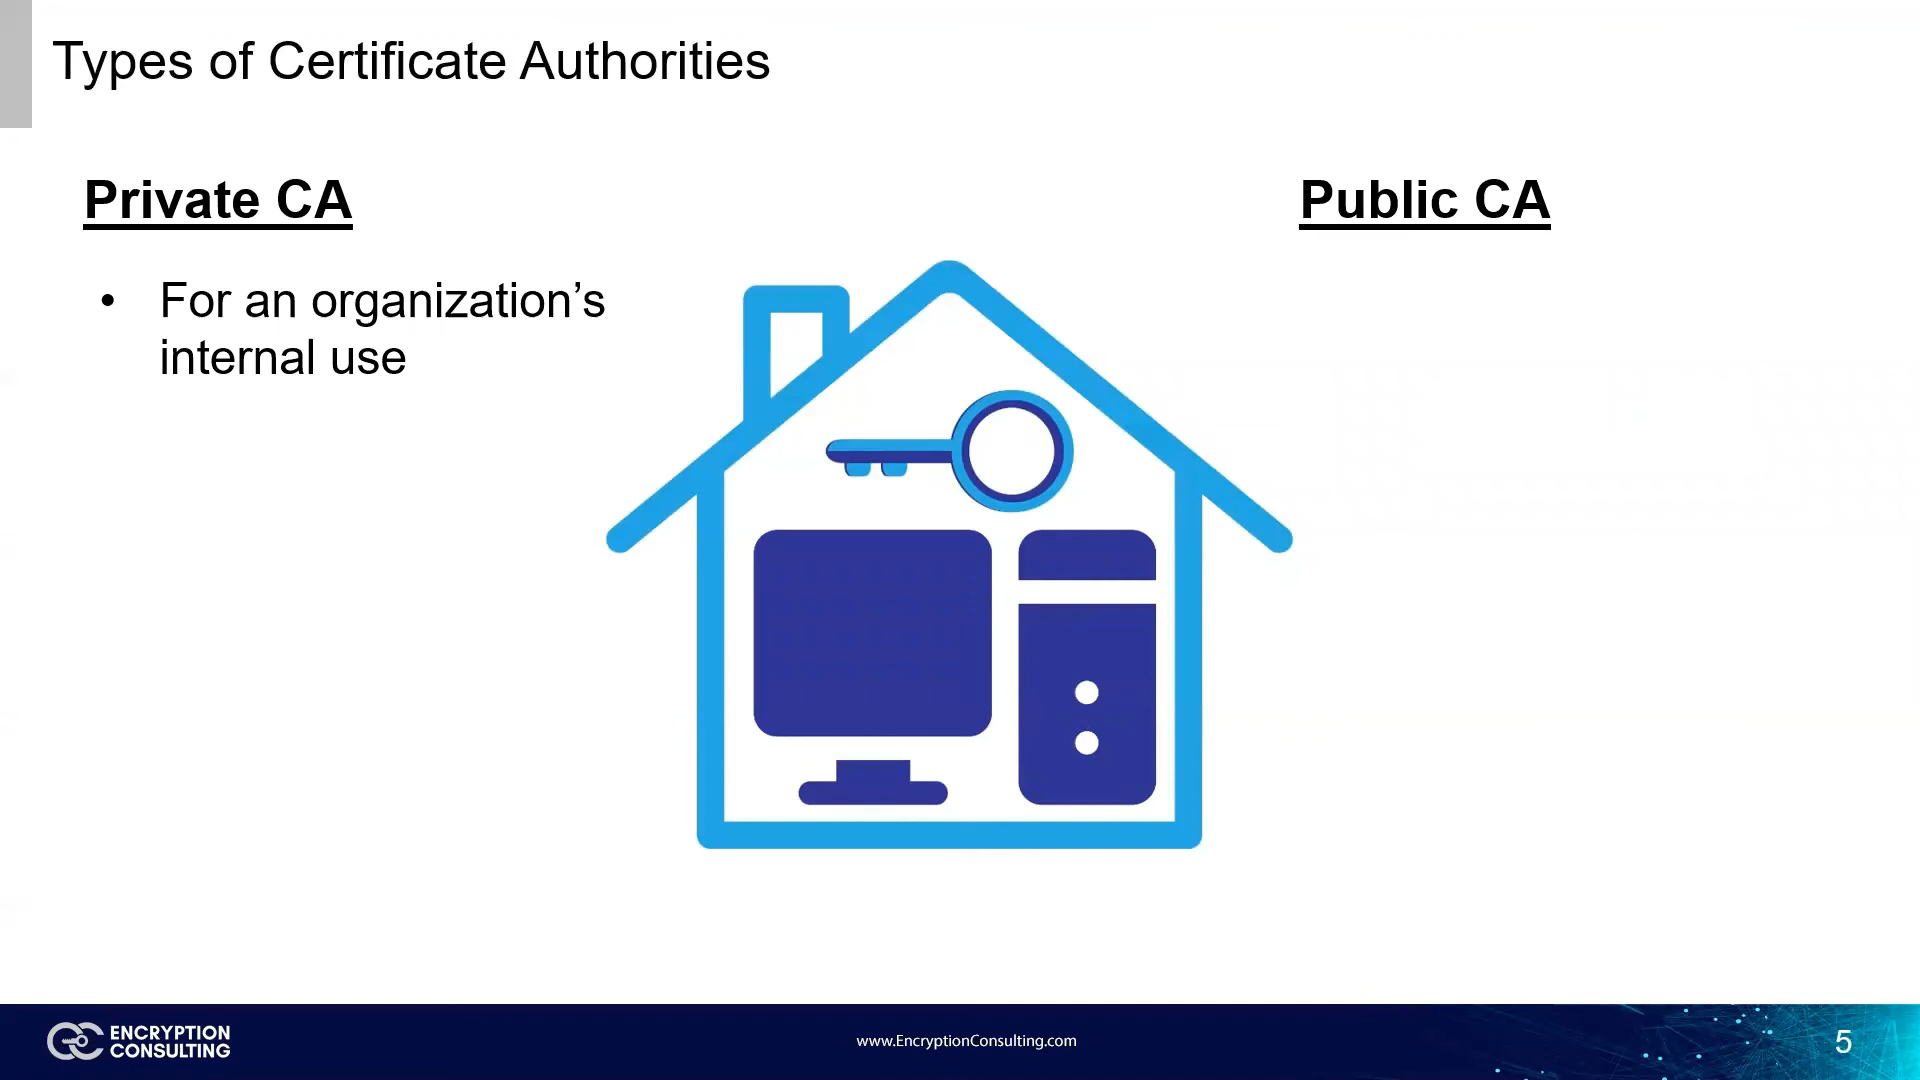 Types of Certificate Authorities
Private CA
Public CA
• For an organization’s
internal use
ENCRYPTION
CONSULTING
www.EncryptionConsulting.com
5